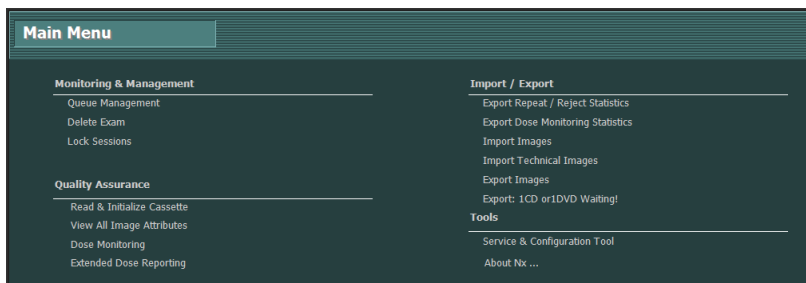 Main Menu
Monitoring & Management
Queue Management
Delete Exam
Lock Sessions
Quality Assurance
Read & Initialize Cassette
View All Image Attributes
Dose Monitoring
Extended Dose Reporting
Import / Export
Export Repeat / Reject Statistics
Export Dose Monitoring Statistics
Import Images
Import Technical Images
Export Images
Export: 1CD or1DVD Waiting!
Tools
Service & Configuration Tool
About Nx ...